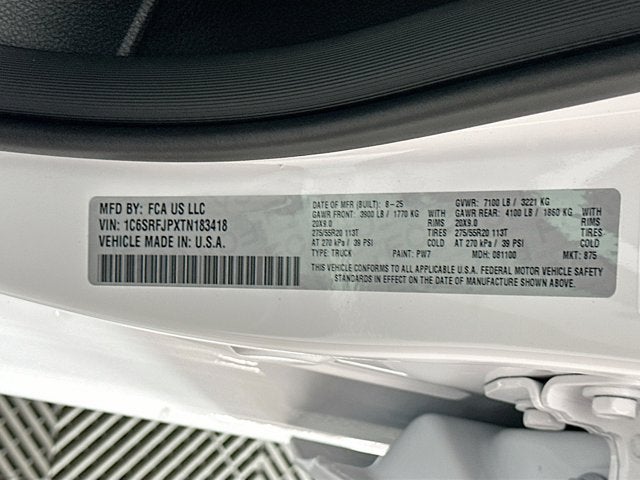 MFD BY: FCA US LLC
VIN: 1C6SRFJPXTN183418
VEHICLE MADE IN U.S.A.
DATE OF MFR (BUILT): 8-25 GVWR: 7100 LB / 3221 KG
GAWR FRONT: 3900 LB / 1770 KG WITH GAWR REAR: 4100 LB / 1860 KG WITH
20X9.0 RIMS 20X9.0 RIMS
275/55R20 113T TIRES 275/55R20 113T TIRES
AT 270 kPa / 39 PSI COLD AT 270 kPa / 39 PSI COLD
TYPE: TRUCK PAINT: PW7 MDH: 081100 MKT: 875
THIS VEHICLE CONFORMS TO ALL APPLICABLE U.S.A. FEDERAL MOTOR VEHICLE SAFETY
STANDARDS IN EFFECT ON THE DATE OF MANUFACTURE SHOWN ABOVE.